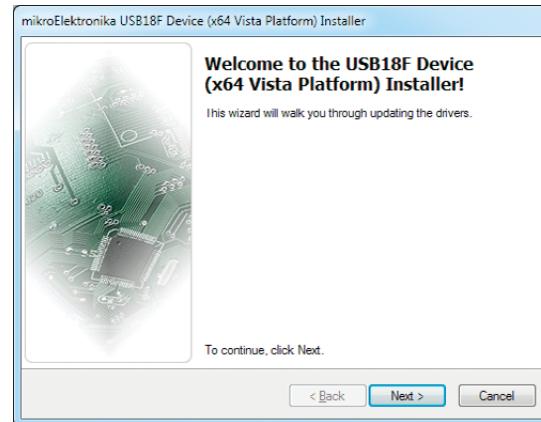 mikroElektronika USB18F Device (x64 Vista Platform) Installer
Welcome to the USB18F Device
(x64 Vista Platform) Installer!
This wizard will walk you through updating the drivers.
To continue, click Next.
< Back Next > Cancel